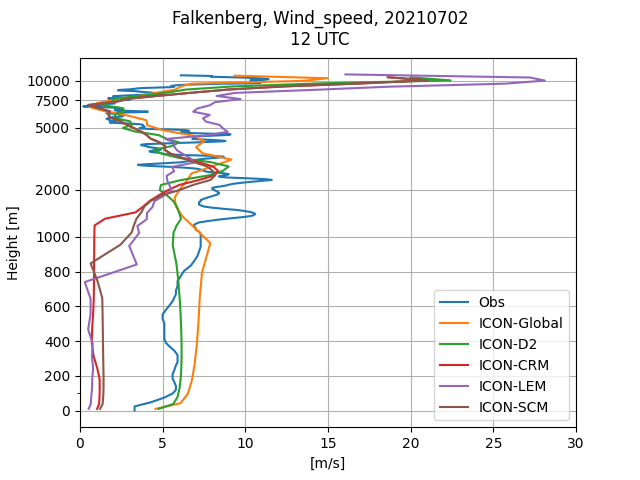 Falkenberg, Wind_speed, 20210702
12 UTC
Height [m]
10000
7500
5000
2000
1000
800
600
400
200
0
Obs
ICON-Global
ICON-D2
ICON-CRM
ICON-LEM
ICON-SCM
0 5 10 15 20 25 30
[m/s]